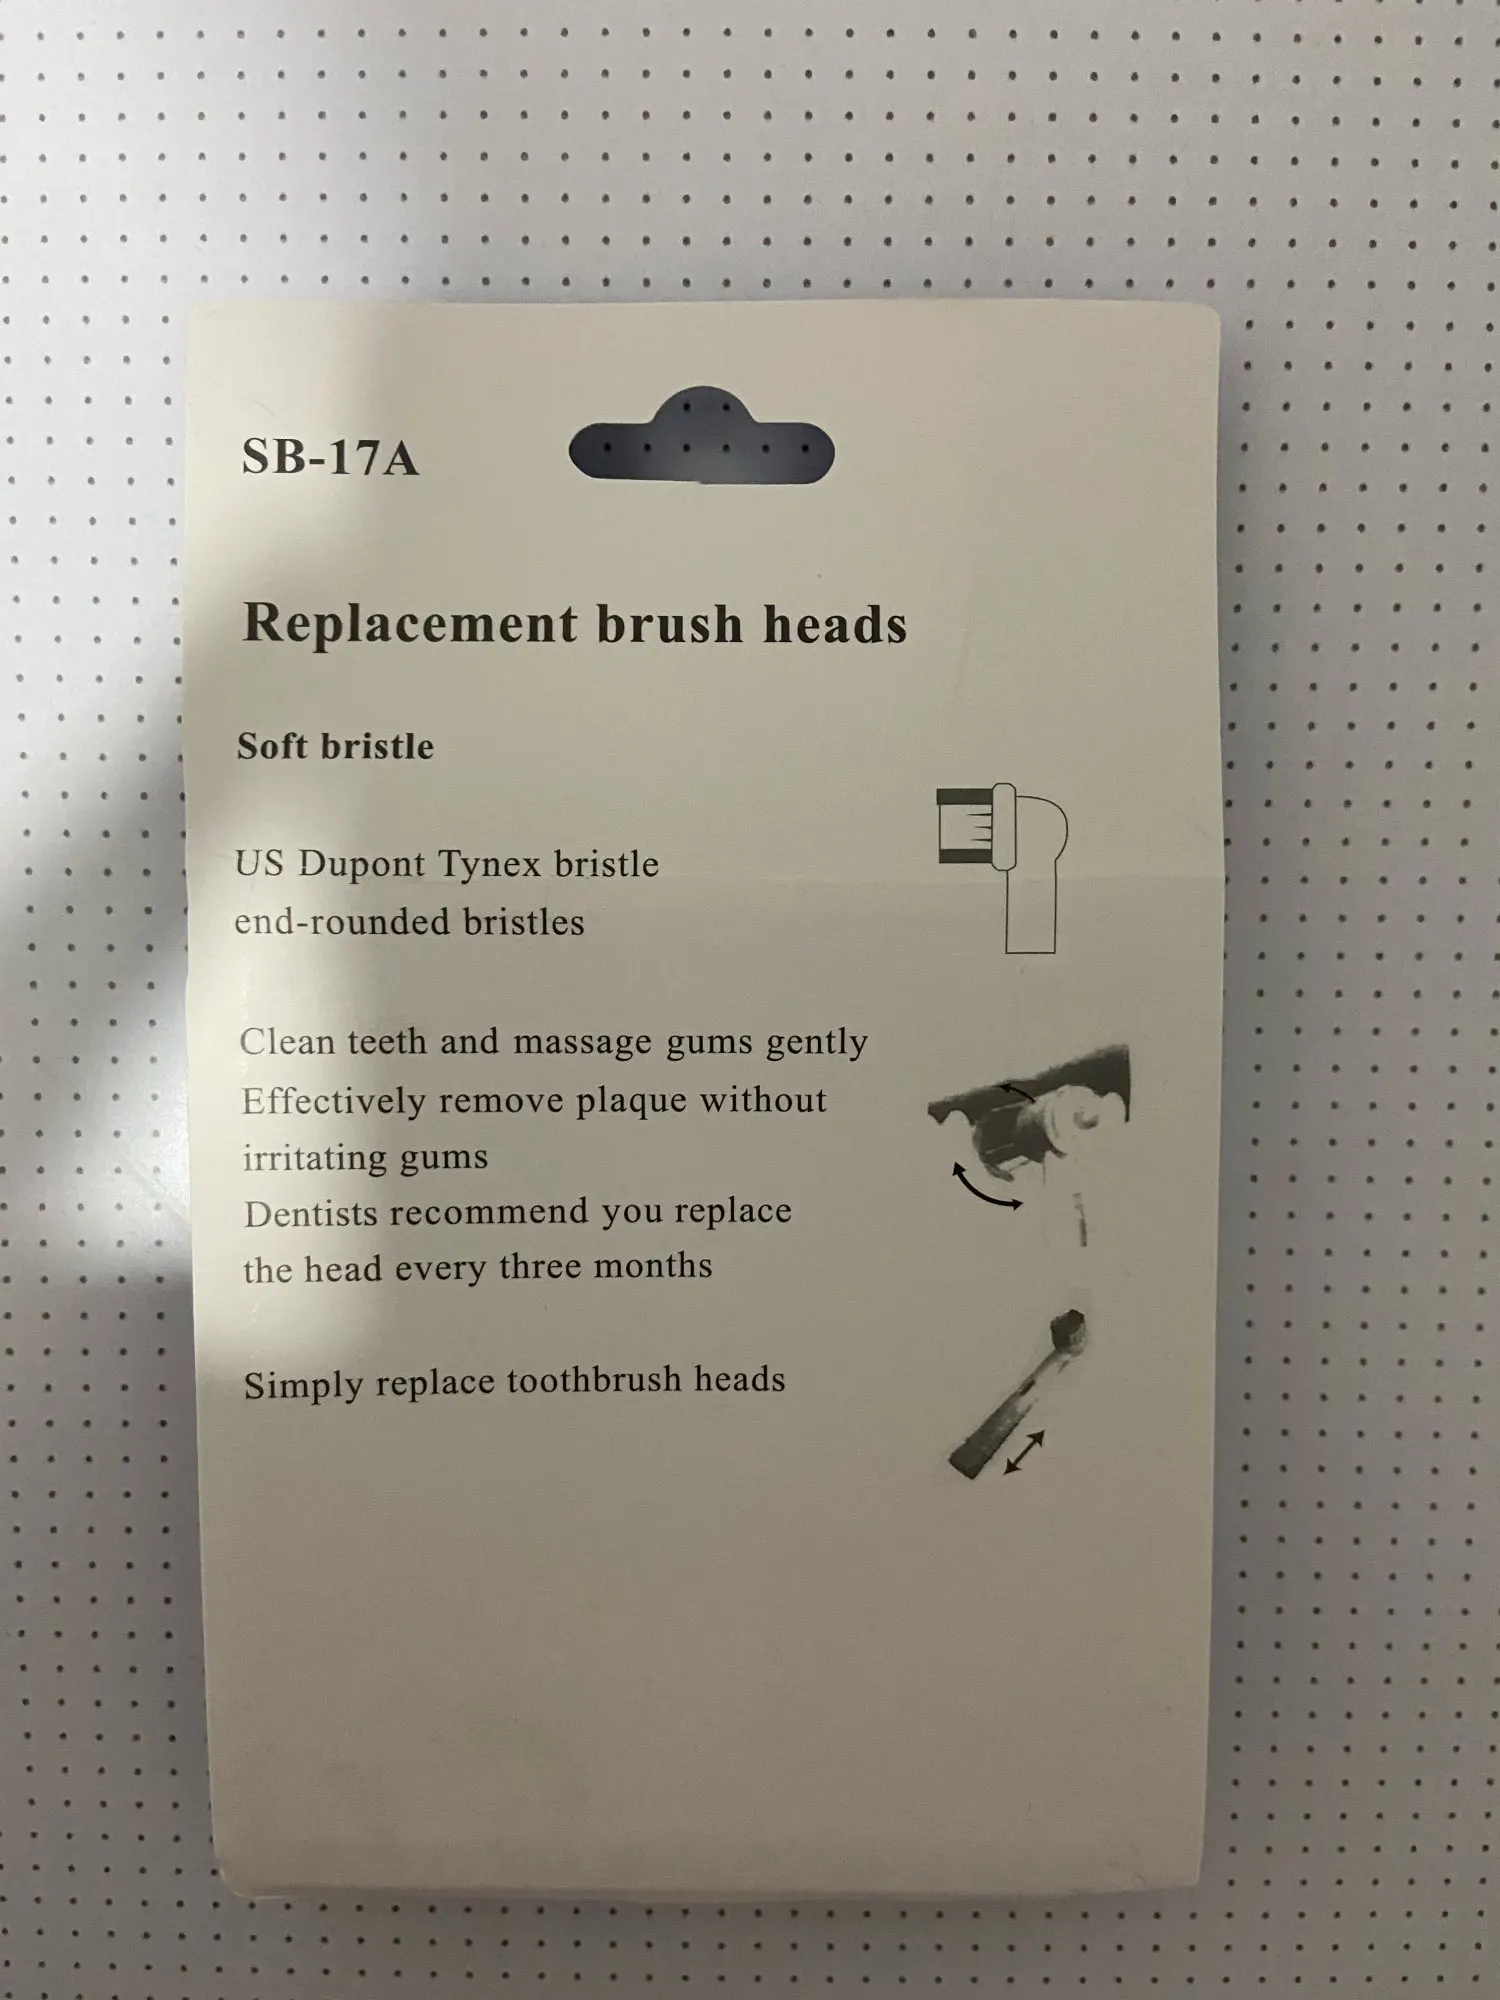 SB-17A
Replacement brush heads
Soft bristle
US Dupont Tynex bristle
end-rounded bristles
Clean teeth and massage gums gently
Effectively remove plaque without
irritating gums
Dentists recommend you replace
the head every three months
Simply replace toothbrush heads